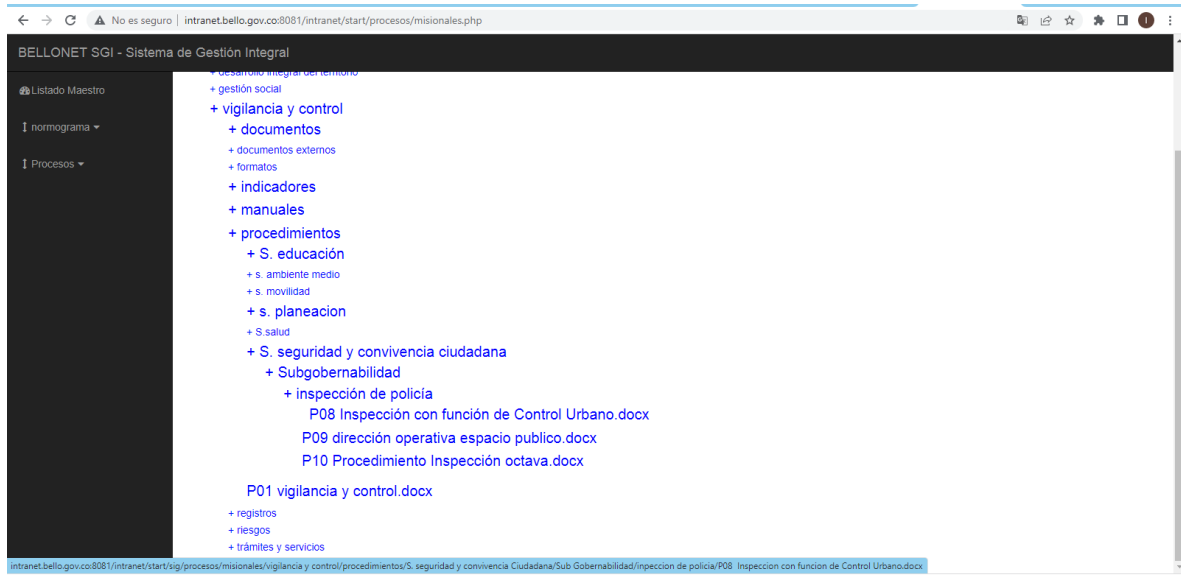 No es seguro | intranet.bello.gov.co:8081/intranet/start/procesos/misionales.php
I
BELLONET SGI - Sistema de Gestión Integral
Listado Maestro
normograma
Procesos
+ desarrollo integral del territorio
+ gestión social
+ vigilancia y control
+ documentos
+ documentos externos
+ formatos
+ indicadores
+ manuales
+ procedimientos
+ S. educación
+ s. ambiente medio
+ s. movilidad
+ s. planeacion
+ S.salud
+ S. seguridad y convivencia ciudadana
+ Subgobernabilidad
+ inspección de policía
P08 Inspección con función de Control Urbano.docx
P09 dirección operativa espacio publico.docx
P10 Procedimiento Inspección octava.docx
P01 vigilancia y control.docx
+ registros
+ riesgos
+ trámites y servicios
intranet.bello.gov.co:8081/intranet/start/sig/procesos/misionales/vigilancia y control/procedimientos/S. seguridad y convivencia Ciudadana/Sub Gobernabilidad/inpeccion de policia/P08 Inspeccion con funcion de Control Urbano.docx